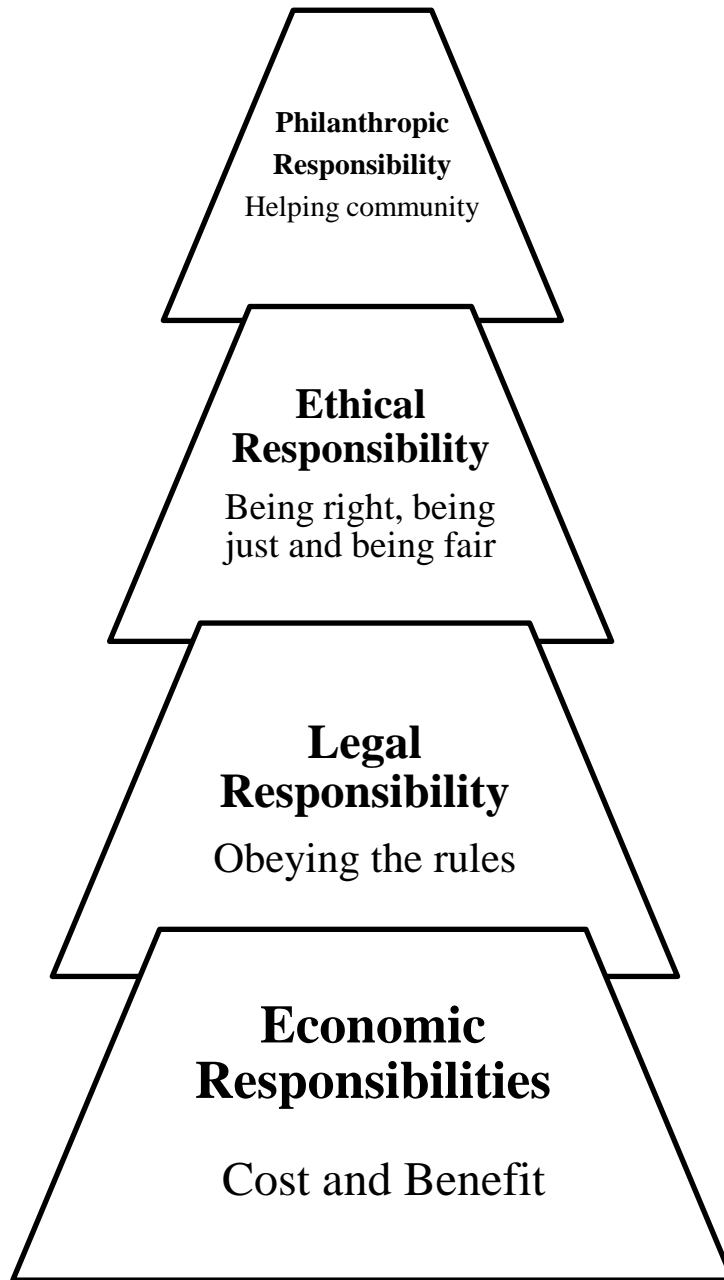 Philanthropic
Responsibility
Helping community
Ethical
Responsibility
Being right, being
just and being fair
Legal
Responsibility
Obeying the rules
Economic
Responsibilities
Cost and Benefit